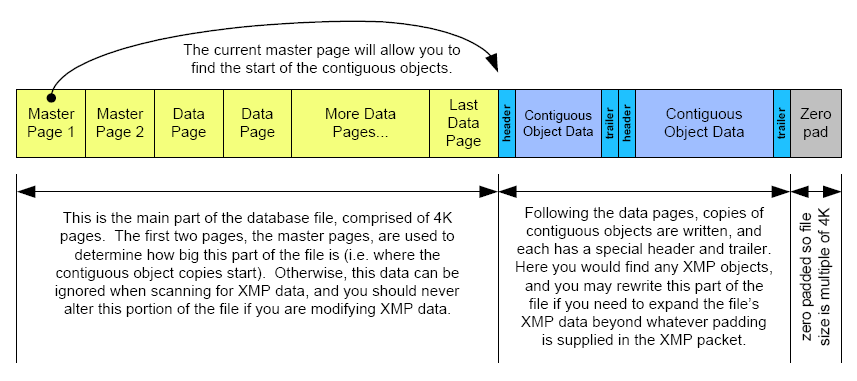 The current master page will allow you to
find the start of the contiguous objects.
Master
Page 1
Master
Page 2
Data
Page
Data
Page
More Data
Pages...
Last
Data
Page
header
Contiguous
Object Data
trailer
header
Contiguous
Object Data
trailer
Zero
pad
This is the main part of the database file, comprised of 4K
pages. The first two pages, the master pages, are used to
determine how big this part of the file is (i.e. where the
contiguous object copies start). Otherwise, this data can be
ignored when scanning for XMP data, and you should never
alter this portion of the file if you are modifying XMP data.
Following the data pages, copies of
contiguous objects are written, and
each has a special header and trailer.
Here you would find any XMP objects,
and you may rewrite this part of the
file if you need to expand the file's
XMP data beyond whatever padding
is supplied in the XMP packet.
zero padded so file
size is multiple of 4K